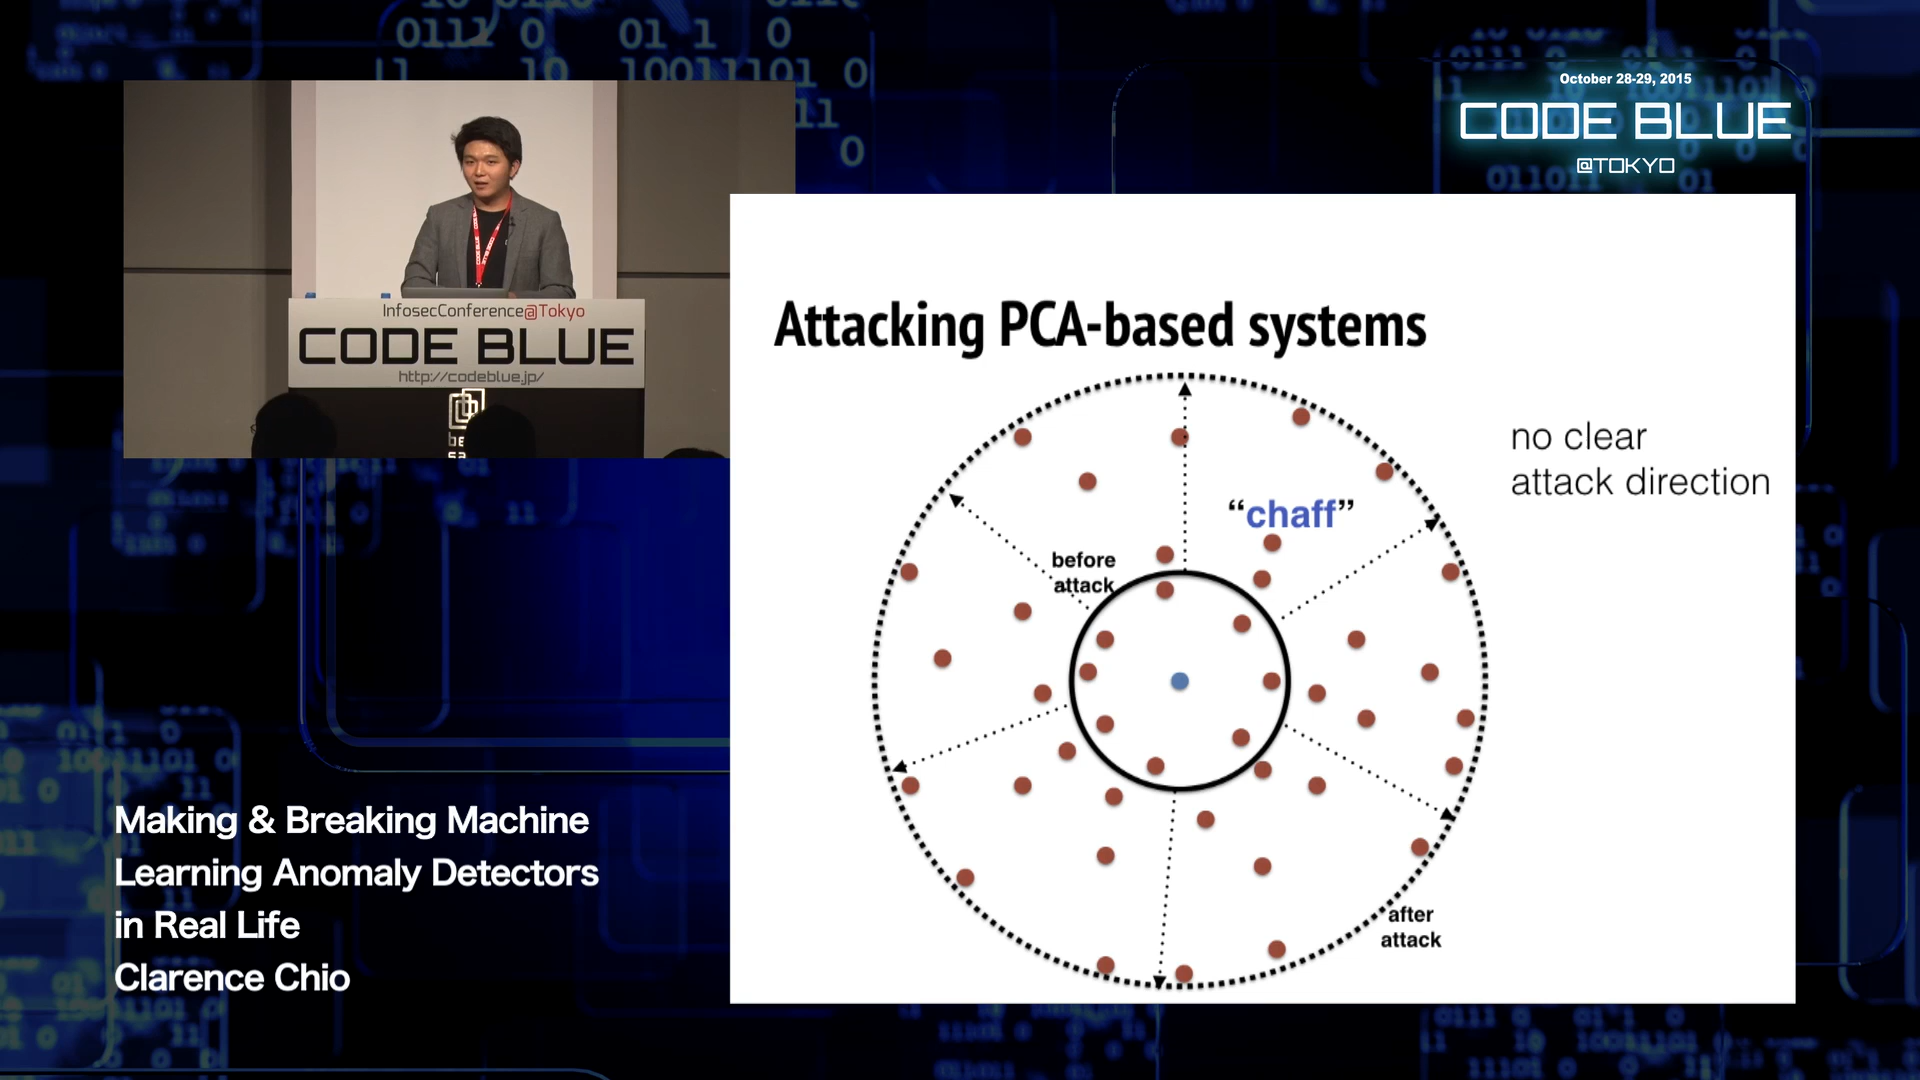 October 28-29, 2015
CODE BLUE
@TOKYO
InfosecConference@Tokyo
CODE BLUE
http://codeblue.jp/
Attacking PCA-based systems
no clear
attack direction
“chaff”
before
attack
after
attack
Making & Breaking Machine
Learning Anomaly Detectors
in Real Life
Clarence Chio